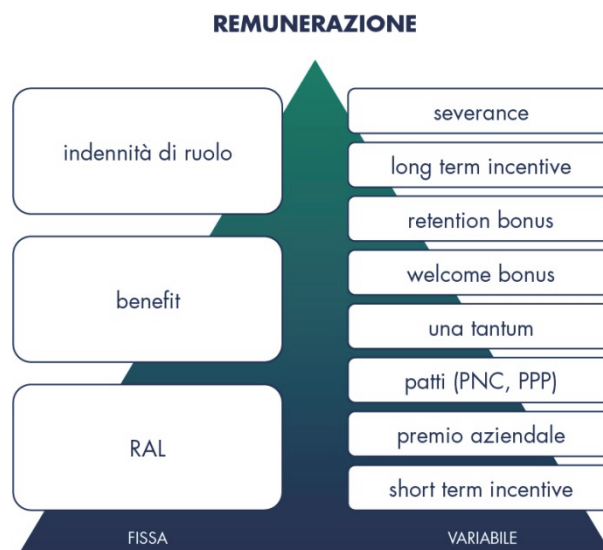 REMUNERAZIONE
indennità di ruolo
benefit
RAL
FISSA
severance
long term incentive
retention bonus
welcome bonus
una tantum
patti (PNC, PPP)
premio aziendale
short term incentive
VARIABILE